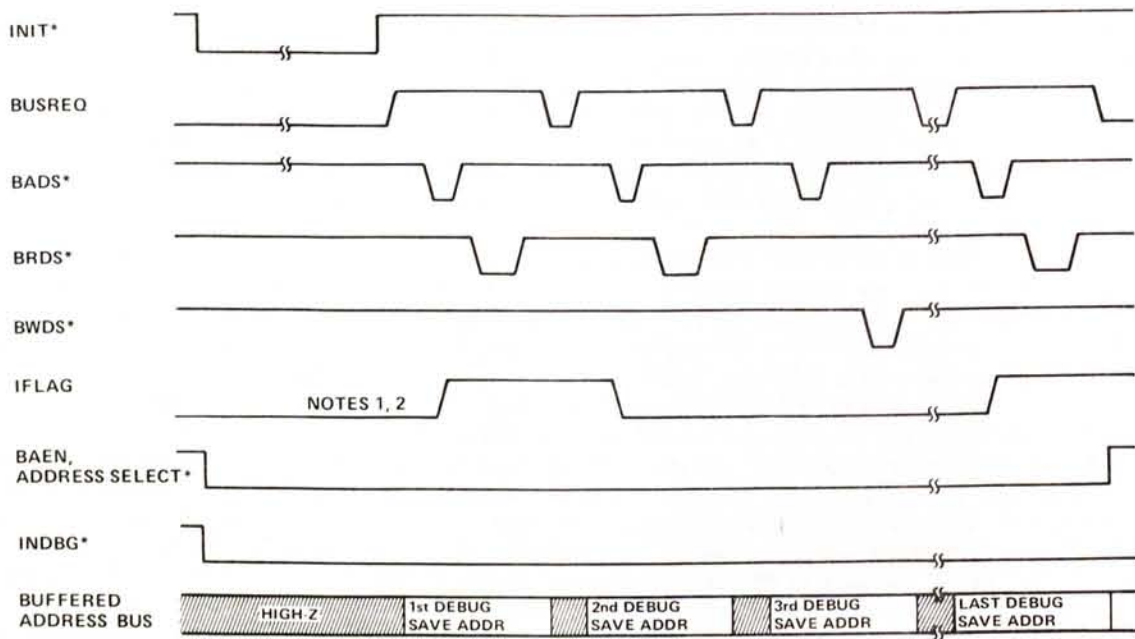 INIT*
BUSREQ
BADS*
BRDS*
BWDS*
IFLAG
NOTES 1, 2
BAEN,
ADDRESS SELECT*
INDBG*
BUFFERED
ADDRESS BUS
HIGH-Z
1st DEBUG
SAVE ADDR
2nd DEBUG
SAVE ADDR
3rd DEBUG
SAVE ADDR
LAST DEBUG
SAVE ADDR